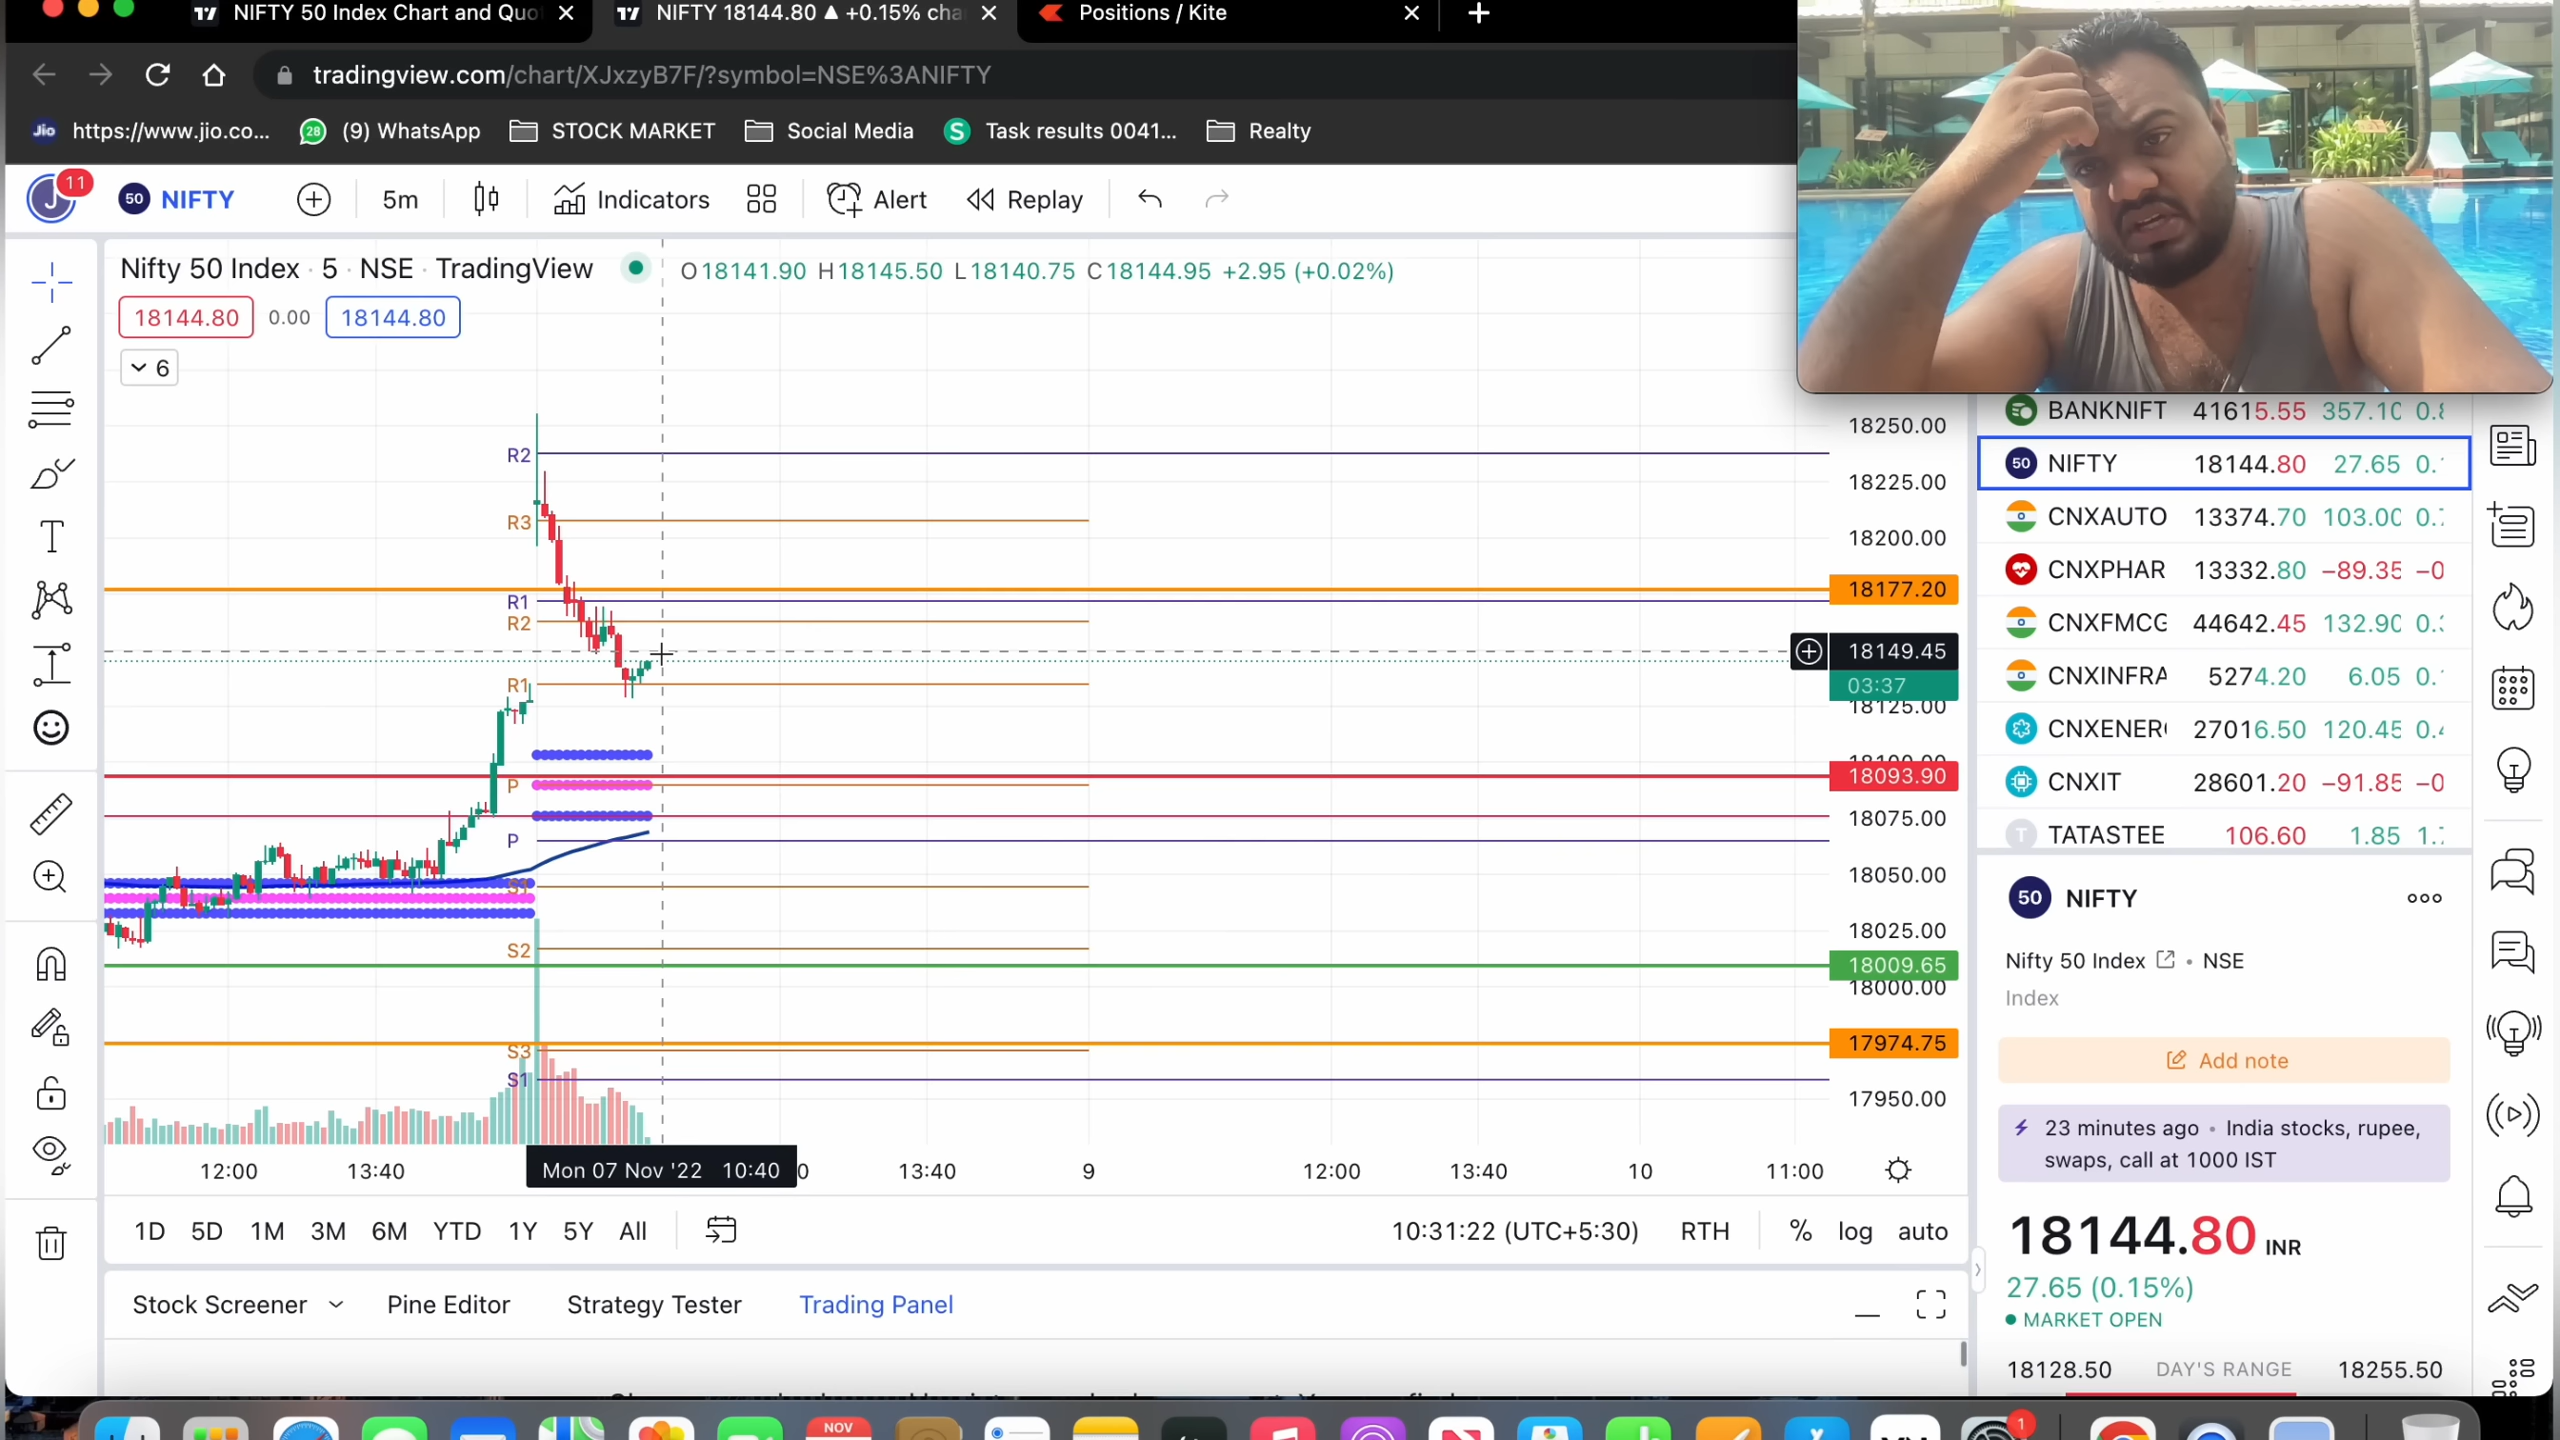 NIFTY 50 Index Chart and Quo
NIFTY 18144.80 ▲ +0.15% cha
Positions / Kite
tradingview.com/chart/XJxzyB7F/?symbol=NSE%3ANIFTY
Jio https://www.jio.co...
28 (9) WhatsApp
STOCK MARKET
Social Media
S Task results 0041...
Realty
J 11
50 NIFTY
5m
Indicators
Alert
Replay
Nifty 50 Index · 5 · NSE · TradingView
O18141.90 H18145.50 L18140.75 C18144.95 +2.95 (+0.02%)
18144.80 0.00 18144.80
6
R2
R3
R1
R2
R1
P
P
S1
S2
S3
S1
18250.00
18225.00
18200.00
18177.20
18149.45
03:37
18125.00
18100.00
18093.90
18075.00
18050.00
18025.00
18009.65
18000.00
17974.75
17950.00
12:00 13:40 Mon 07 Nov '22 10:40 0 13:40 9 12:00 13:40 10 11:00
1D 5D 1M 3M 6M YTD 1Y 5Y All
10:31:22 (UTC+5:30) RTH % log auto
Stock Screener Pine Editor Strategy Tester Trading Panel
BANKNIFT 41615.55 357.10
50 NIFTY 18144.80 27.65
CNXAUTO 13374.70 103.00
CNXPHAR 13332.80 −89.35 −0
CNXFMCG 44642.45 132.90
CNXINFRA 5274.20 6.05
CNXENER 27016.50 120.45
CNXIT 28601.20 −91.85 −0
T TATASTEE 106.60 1.85
50 NIFTY
Nifty 50 Index • NSE
Index
Add note
23 minutes ago • India stocks, rupee,
swaps, call at 1000 IST
18144.80 INR
27.65 (0.15%)
MARKET OPEN
18128.50 DAY'S RANGE 18255.50
NOV
1